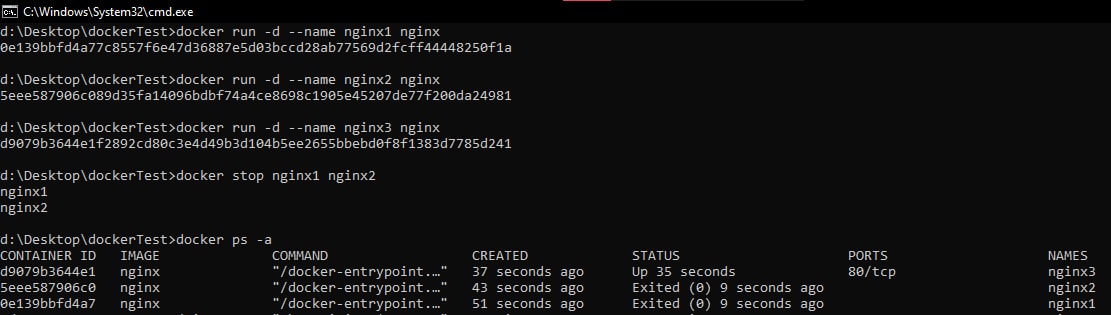 C:\Windows\System32\cmd.exe
d:\Desktop\dockerTest>docker run -d --name nginx1 nginx
0e139bbfd4a77c8557f6e47d36887e5d03bccd28ab77569d2fcff44448250f1a
d:\Desktop\dockerTest>docker run -d --name nginx2 nginx
5eee587906c089d35fa14096bdbf74a4ce8698c1905e45207de77f200da24981
d:\Desktop\dockerTest>docker run -d --name nginx3 nginx
d9079b3644e1f2892cd80c3e4d49b3d104b5ee2655bbebd0f8f1383d7785d241
d:\Desktop\dockerTest>docker stop nginx1 nginx2
nginx1
nginx2
d:\Desktop\dockerTest>docker ps -a
CONTAINER ID IMAGE COMMAND CREATED STATUS PORTS NAMES
d9079b3644e1 nginx "/docker-entrypoint.…" 37 seconds ago Up 35 seconds 80/tcp nginx3
5eee587906c0 nginx "/docker-entrypoint.…" 43 seconds ago Exited (0) 9 seconds ago nginx2
0e139bbfd4a7 nginx "/docker-entrypoint.…" 51 seconds ago Exited (0) 9 seconds ago nginx1